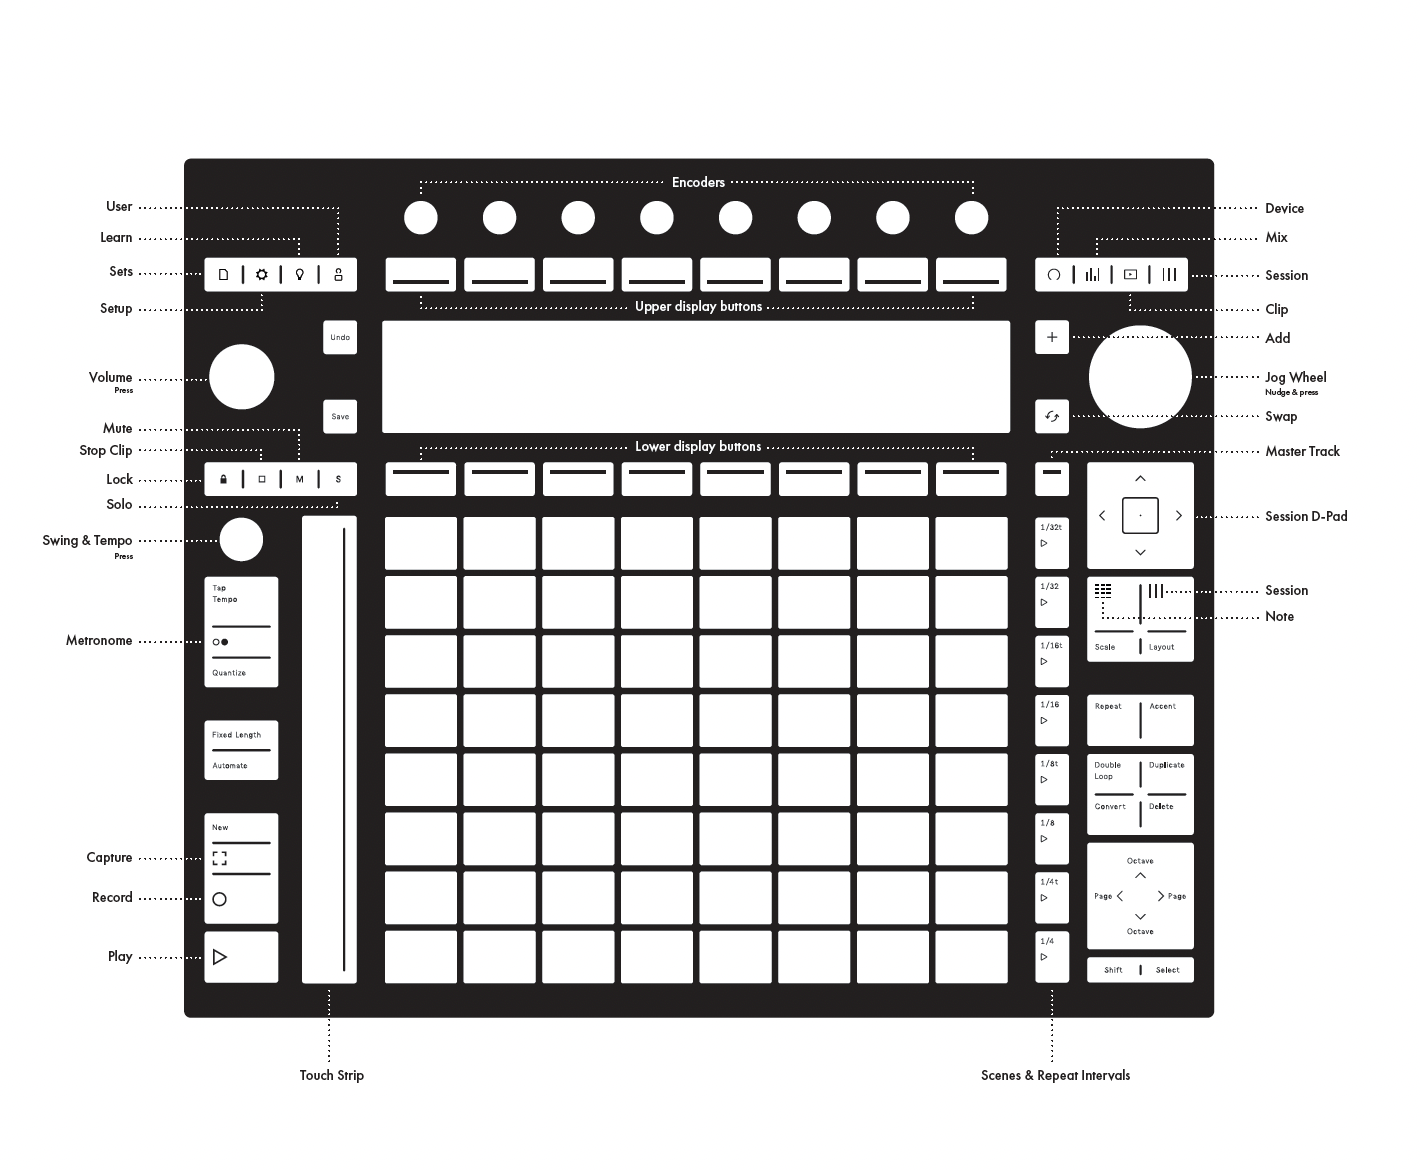 Encoders
User
Learn
Sets
Setup
Device
Mix
Session
Clip
Upper display buttons
Undo
Add
Volume
Press
Jog Wheel
Nudge & press
Save
Swap
Mute
Stop Clip
Lock
Solo
M
S
Lower display buttons
Master Track
Swing & Tempo
Press
Session D-Pad
1/32t
Tap
Tempo
1/32
Session
Note
Metronome
1/16t
Scale
Layout
Quantize
1/16
Repeat
Accent
Fixed Length
Automate
1/8t
Double
Loop
Duplicate
Convert
Delete
New
1/8
Capture
Octave
1/4t
Page
Page
Octave
Record
1/4
Play
Shift
Select
Touch Strip
Scenes & Repeat Intervals